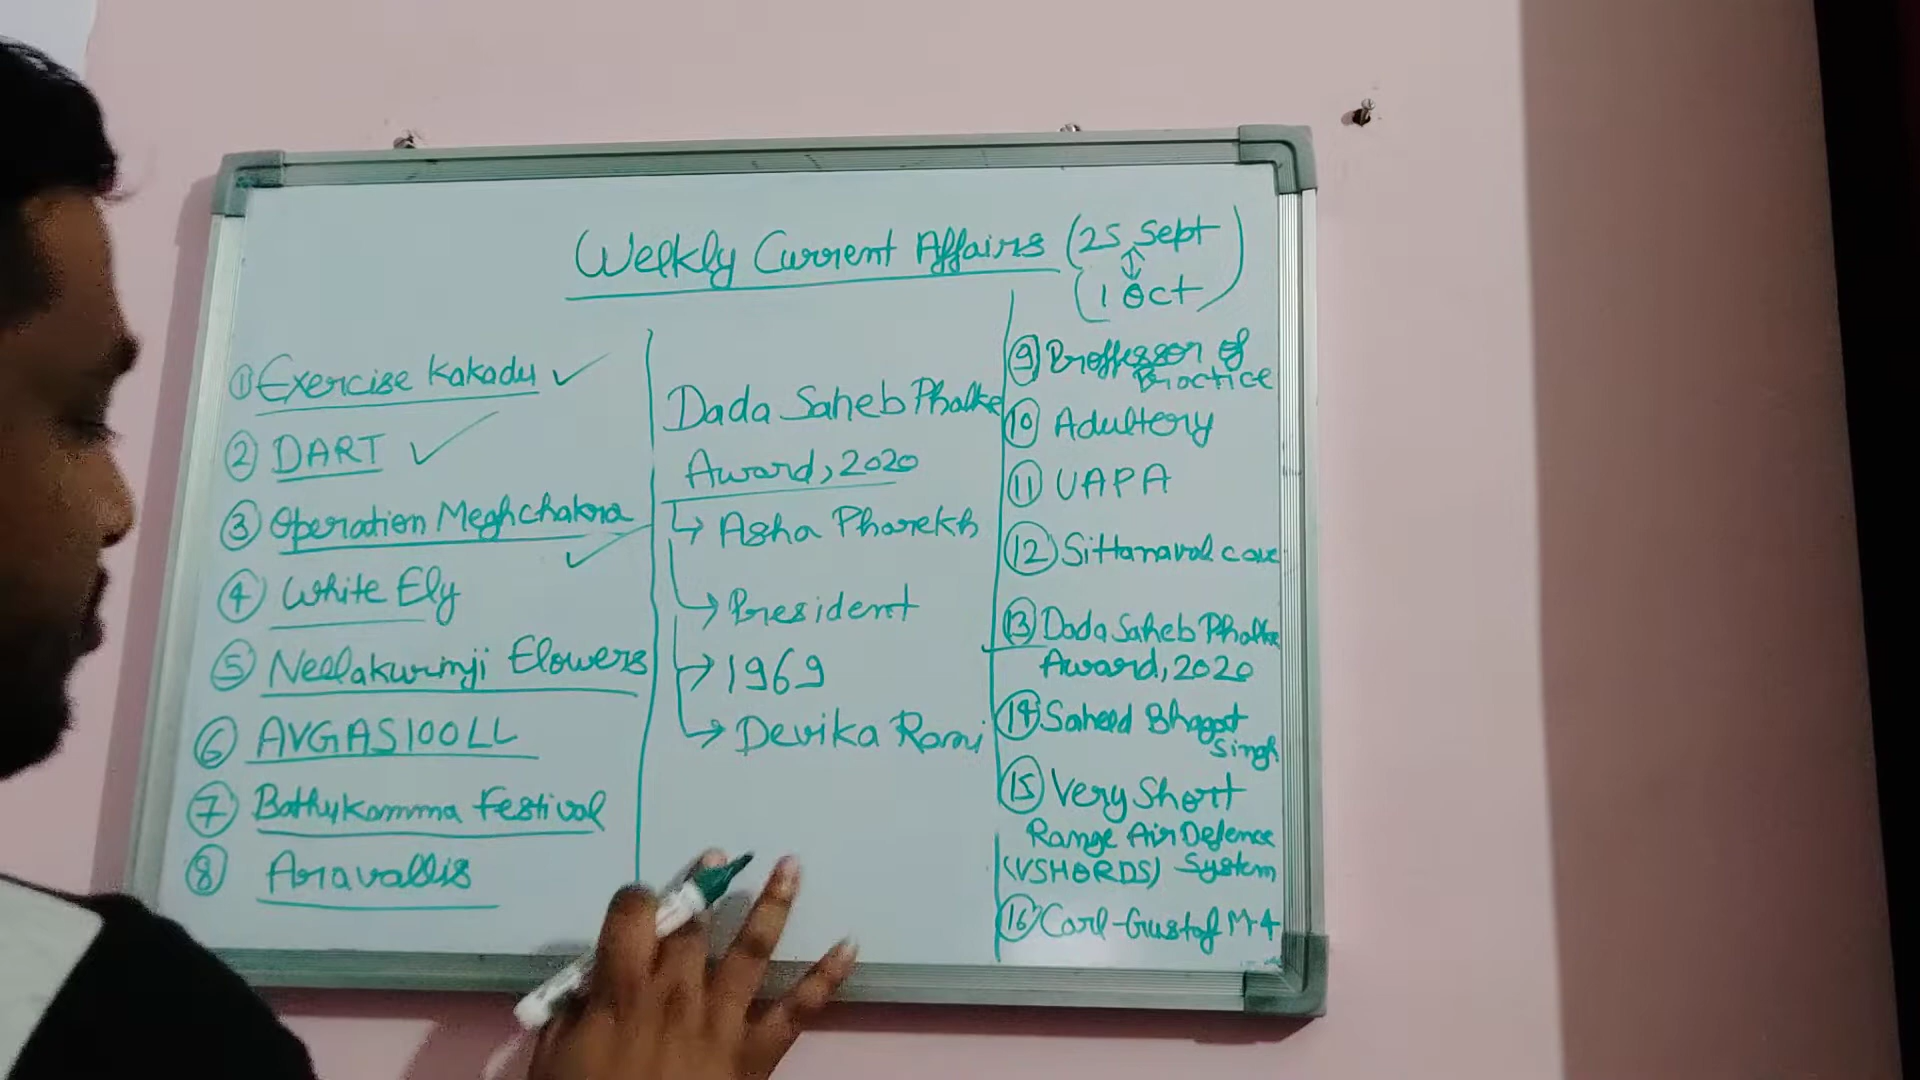 Weekly Current Affairs (25 Sept
(1 Oct)
① Exercise Kakadu ✓
② DART ✓
③ Operation Meghchakra
④ White Fly ✓
⑤ Neelakurinji Flowers
⑥ AVGAS100LL
⑦ Bathukamma Festival
⑧ Aravallis
Dada Saheb Phalke
Award, 2020
↳ Asha Pharekh
↳ President
↳ 1969
↳ Devika Rani
⑨ Proffessor of
Practice
⑩ Adultery
⑪ UAPA
⑫ Sittanaval cave
⑬ Dada Saheb Phalke
Award, 2020
⑭ Saheed Bhagat
Singh
⑮ Very Short
Range Air Defence
(VSHORDS) System
⑯ Carl-Gustaf M4